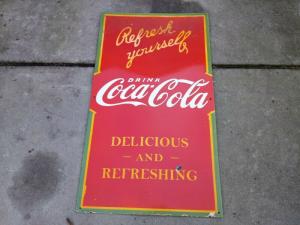 Refresh
yourself
DRINK
Coca-Cola
DELICIOUS
- AND -
REFRESHING